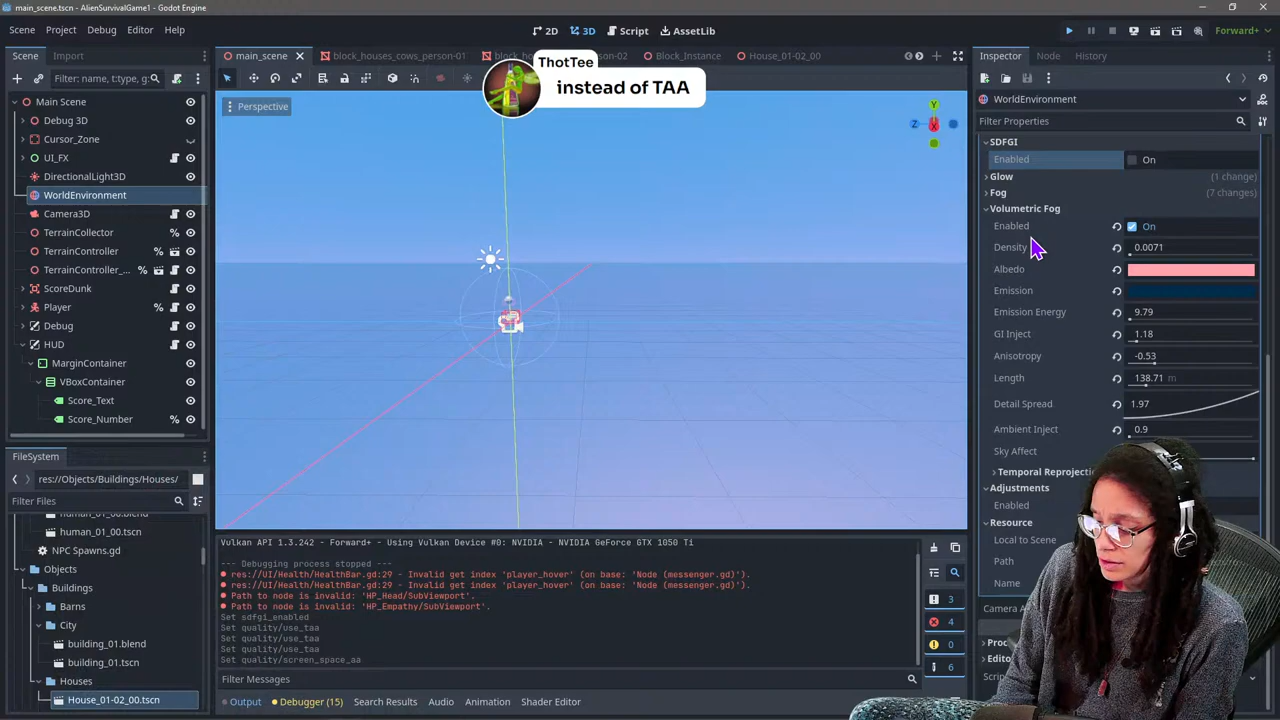 main_scene.tscn - AlienSurvivalGame1 - Godot Engine
Scene Project Debug Editor Help
2D 3D Script AssetLib
Forward+
Scene Import
main_scene block_houses_cows_person-01 -02 Block_Instance House_01-02_00
Inspector Node History
Filter: name, t:type, g:
ThotTee
instead of TAA
Perspective
Y
Z X
Main Scene
Debug 3D
Cursor_Zone
UI_FX
DirectionalLight3D
WorldEnvironment
Camera3D
TerrainCollector
TerrainController
TerrainController_...
ScoreDunk
Player
Debug
HUD
MarginContainer
VBoxContainer
Score_Text
Score_Number
FileSystem
res://Objects/Buildings/Houses/
Filter Files
human_01_00.blend
human_01_00.tscn
NPC Spawns.gd
Objects
Buildings
Barns
City
building_01.blend
building_01.tscn
Houses
House_01-02_00.tscn
Vulkan API 1.3.242 - Forward+ - Using Vulkan Device #0: NVIDIA - NVIDIA GeForce GTX 1050 Ti
--- Debugging process stopped ---
res://UI/Health/HealthBar.gd:29 - Invalid get index 'player_hover' (on base: 'Node (messenger.gd)').
res://UI/Health/HealthBar.gd:29 - Invalid get index 'player_hover' (on base: 'Node (messenger.gd)').
Path to node is invalid: 'HP_Head/SubViewport'.
Path to node is invalid: 'HP_Empathy/SubViewport'.
Set sdfgi_enabled
Set quality/use_taa
Set quality/use_taa
Set quality/use_taa
Set quality/screen_space_aa
3
4
0
6
Filter Messages
Output Debugger (15) Search Results Audio Animation Shader Editor
WorldEnvironment
Filter Properties
SDFGI
Enabled On
Glow (1 change)
Fog (7 changes)
Volumetric Fog
Enabled On
Density 0.0071
Albedo
Emission
Emission Energy 9.79
GI Inject 1.18
Anisotropy -0.53
Length 138.71 m
Detail Spread 1.97
Ambient Inject 0.9
Sky Affect
Temporal Reprojectio
Adjustments
Enabled
Resource
Local to Scene
Path
Name
Camera A